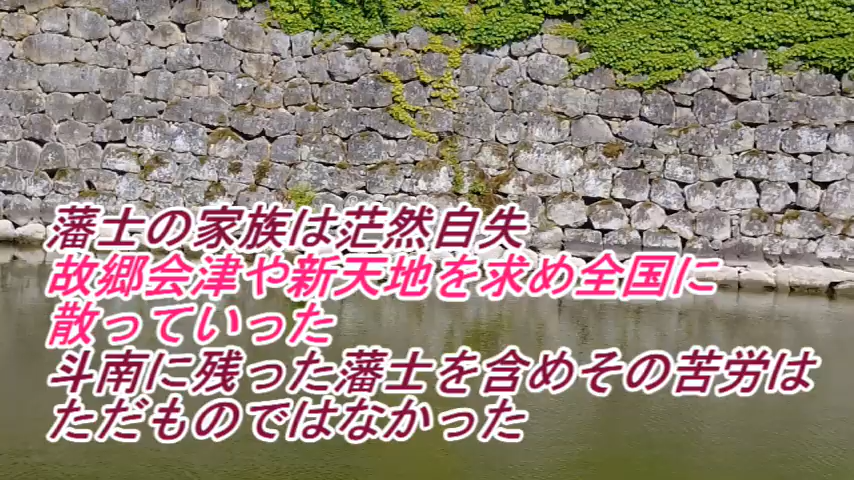 藩士の家族は茫然自失
故郷会津や新天地を求め全国に
散っていった
斗南に残った藩士を含めその苦労は
ただものではなかった